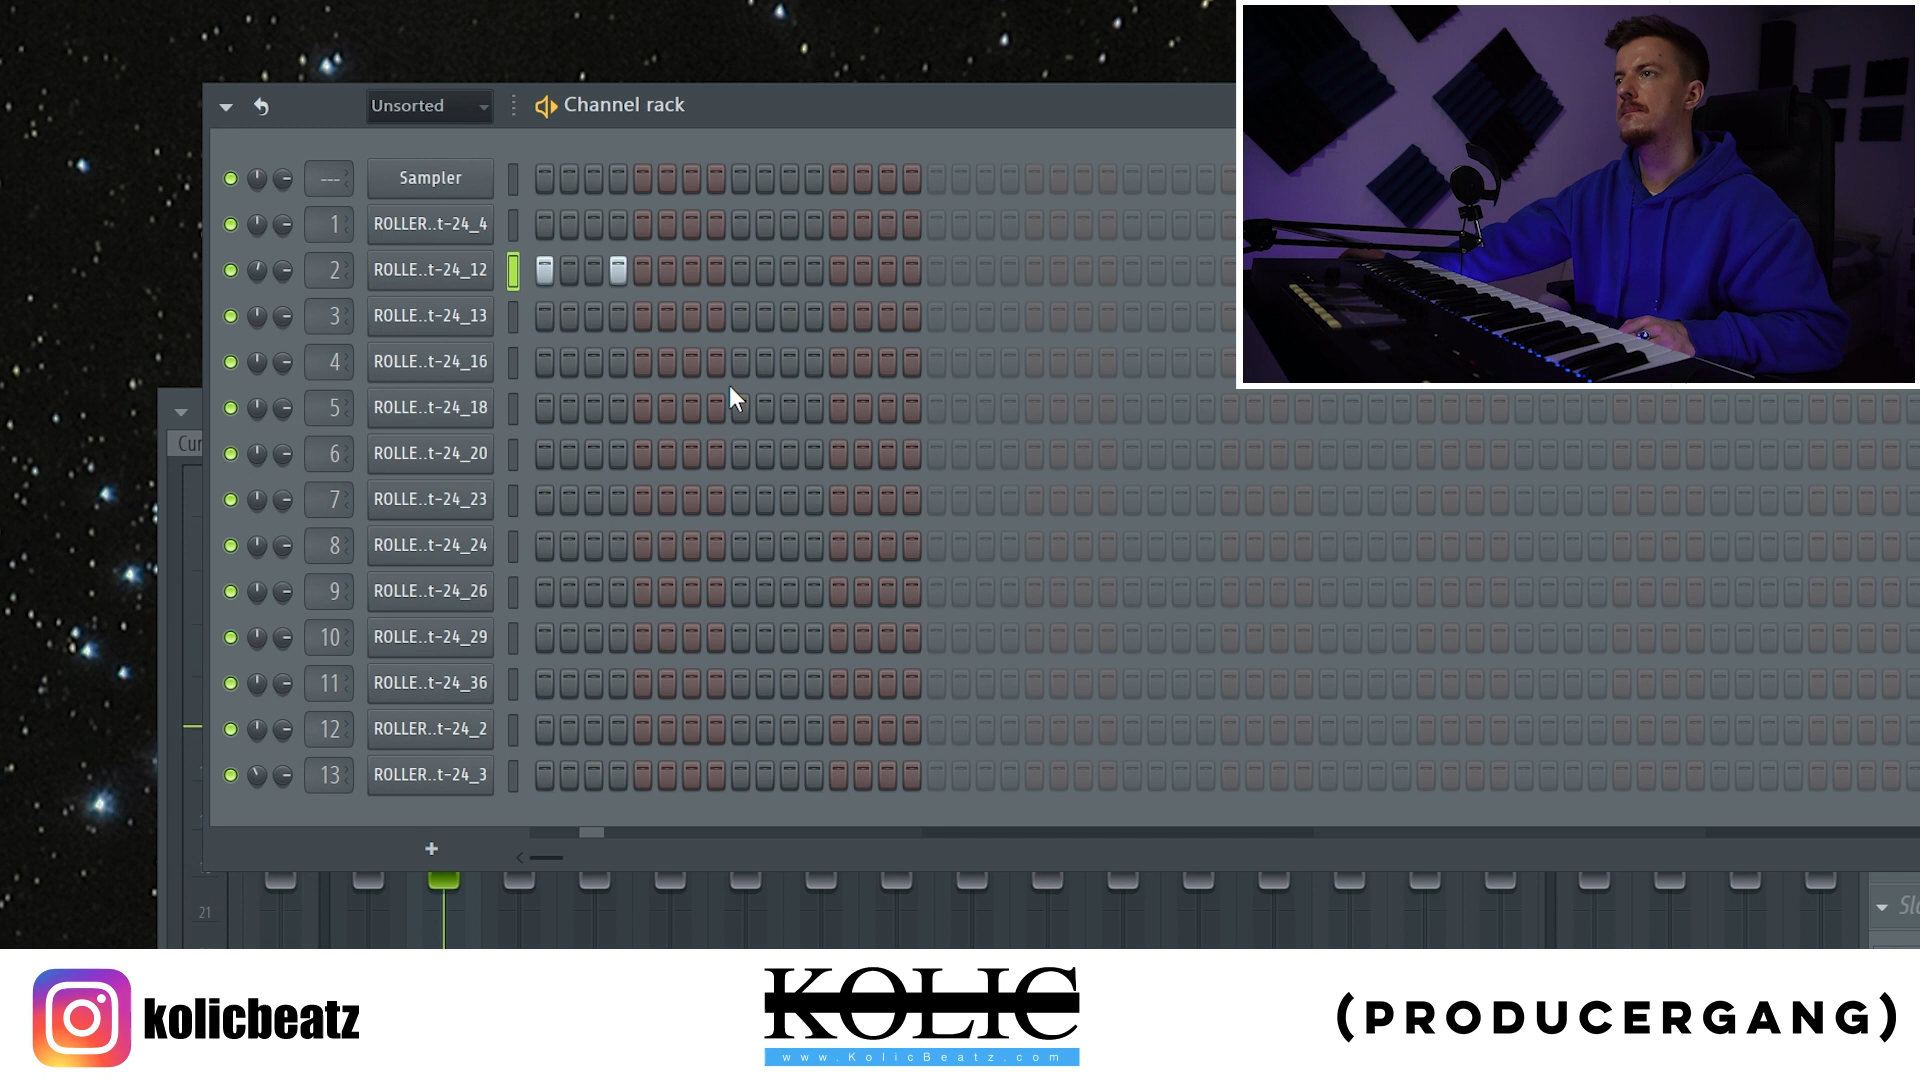 Unsorted
Channel rack
--- Sampler
1 ROLLER..t-24_4
2 ROLLE..t-24_12
3 ROLLE..t-24_13
4 ROLLE..t-24_16
5 ROLLE..t-24_18
6 ROLLE..t-24_20
7 ROLLE..t-24_23
8 ROLLE..t-24_24
9 ROLLE..t-24_26
10 ROLLE..t-24_29
11 ROLLE..t-24_36
12 ROLLER..t-24_2
13 ROLLER..t-24_3
Cur
+
21
kolicbeatz
KOLIC
www.KolicBeatz.com
(PRODUCERGANG)